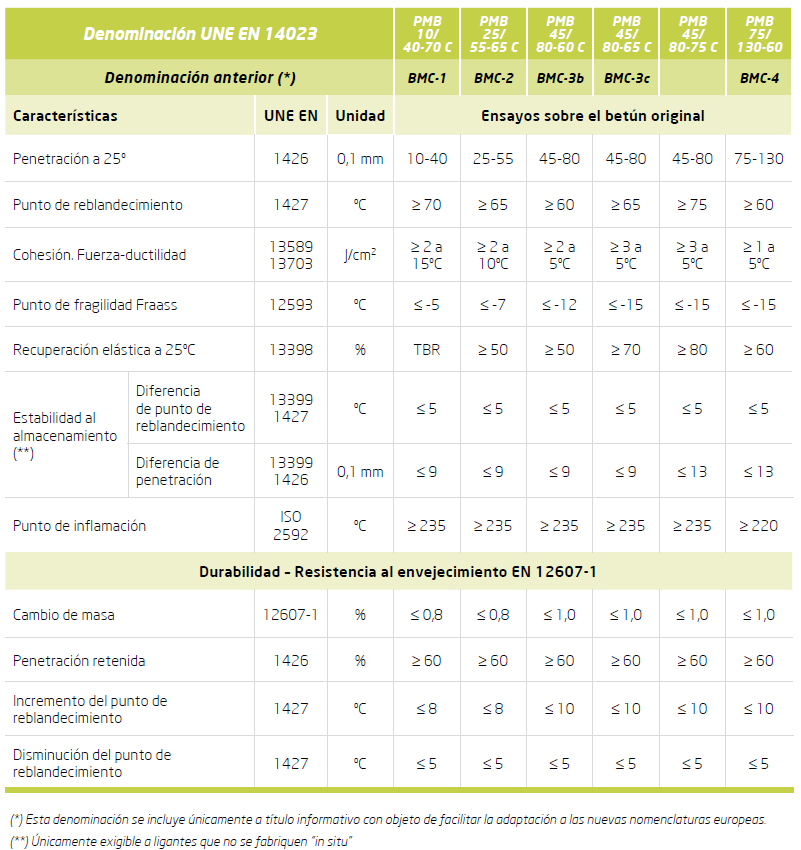 Denominación UNE EN 14023 PMB 10/ 40-70 C PMB 25/ 55-65 C PMB 45/ 80-60 C PMB 45/ 80-65 C PMB 45/ 80-75 C PMB 75/ 130-60
Denominación anterior (*) BMC-1 BMC-2 BMC-3b BMC-3c BMC-4
Características UNE EN Unidad Ensayos sobre el betún original
Penetración a 25º 1426 0,1 mm 10-40 25-55 45-80 45-80 45-80 75-130
Punto de reblandecimiento 1427 ºC ≥ 70 ≥ 65 ≥ 60 ≥ 65 ≥ 75 ≥ 60
Cohesión. Fuerza-ductilidad 13589 13703 J/cm² ≥ 2 a 15ºC ≥ 2 a 10ºC ≥ 2 a 5ºC ≥ 3 a 5ºC ≥ 3 a 5ºC ≥ 1 a 5ºC
Punto de fragilidad Fraass 12593 ºC ≤ -5 ≤ -7 ≤ -12 ≤ -15 ≤ -15 ≤ -15
Recuperación elástica a 25ºC 13398 % TBR ≥ 50 ≥ 50 ≥ 70 ≥ 80 ≥ 60
Estabilidad al almacenamiento (**)
Diferencia de punto de reblandecimiento 13399 1427 ºC ≤ 5 ≤ 5 ≤ 5 ≤ 5 ≤ 5 ≤ 5
Diferencia de penetración 13399 1426 0,1 mm ≤ 9 ≤ 9 ≤ 9 ≤ 9 ≤ 13 ≤ 13
Punto de inflamación ISO 2592 ºC ≥ 235 ≥ 235 ≥ 235 ≥ 235 ≥ 235 ≥ 220
Durabilidad – Resistencia al envejecimiento EN 12607-1
Cambio de masa 12607-1 % ≤ 0,8 ≤ 0,8 ≤ 1,0 ≤ 1,0 ≤ 1,0 ≤ 1,0
Penetración retenida 1426 % ≥ 60 ≥ 60 ≥ 60 ≥ 60 ≥ 60 ≥ 60
Incremento del punto de reblandecimiento 1427 ºC ≤ 8 ≤ 8 ≤ 10 ≤ 10 ≤ 10 ≤ 10
Disminución del punto de reblandecimiento 1427 ºC ≤ 5 ≤ 5 ≤ 5 ≤ 5 ≤ 5 ≤ 5
(*) Esta denominación se incluye únicamente a título informativo con objeto de facilitar la adaptación a las nuevas nomenclaturas europeas.
(**) Únicamente exigible a ligantes que no se fabriquen "in situ"